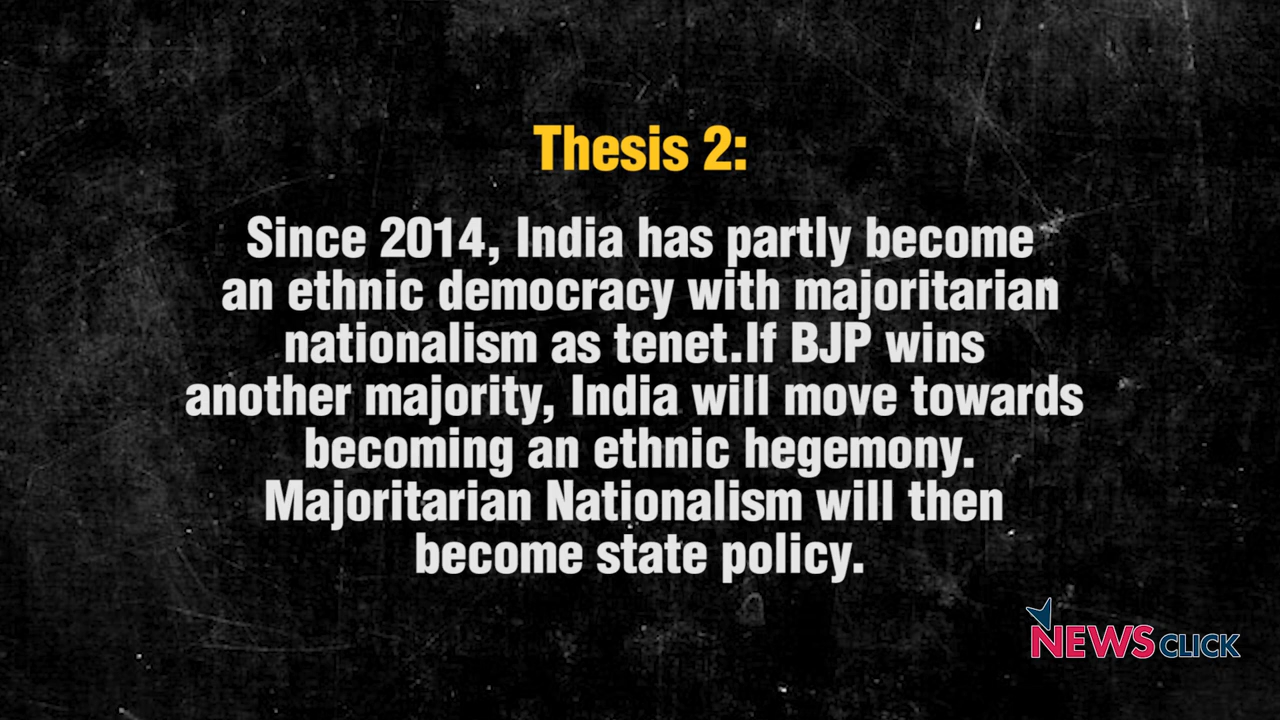 Thesis 2:
Since 2014, India has partly become
an ethnic democracy with majoritarian
nationalism as tenet.If BJP wins
another majority, India will move towards
becoming an ethnic hegemony.
Majoritarian Nationalism will then
become state policy.
NEWSCLICK